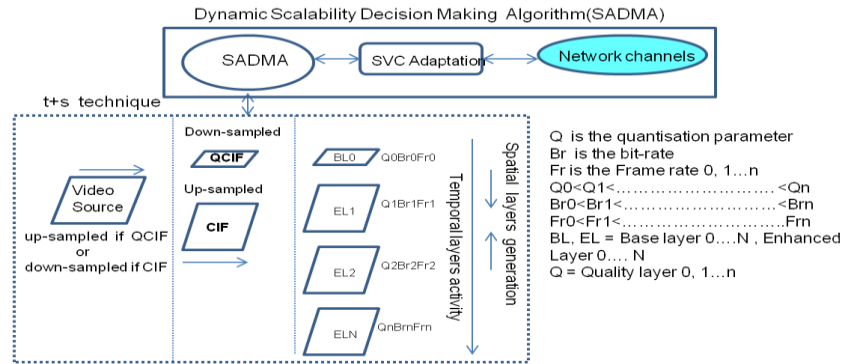 Dynamic Scalability Decision Making Algorithm(SADMA)
SADMA
SVC Adaptation
Network channels
t+s technique
Video
Source
up-sampled if QCIF
or
down-sampled if CIF
Down-sampled
QCIF
Up-sampled
CIF
BL0
Q0Br0Fr0
EL1
Q1Br1Fr1
EL2
Q2Br2Fr2
ELN
QnBrnFrn
Temporal layers activity
Spatial layers generation
Q is the quantisation parameter
Br is the bit-rate
Fr is the Frame rate 0, 1...n
Q0<Q1<……………………… <Qn
Br0<Br1<………………………<Brn
Fr0<Fr1<………………………..Frn
BL, EL = Base layer 0....N , Enhanced
Layer 0.... N
Q = Quality layer 0, 1...n